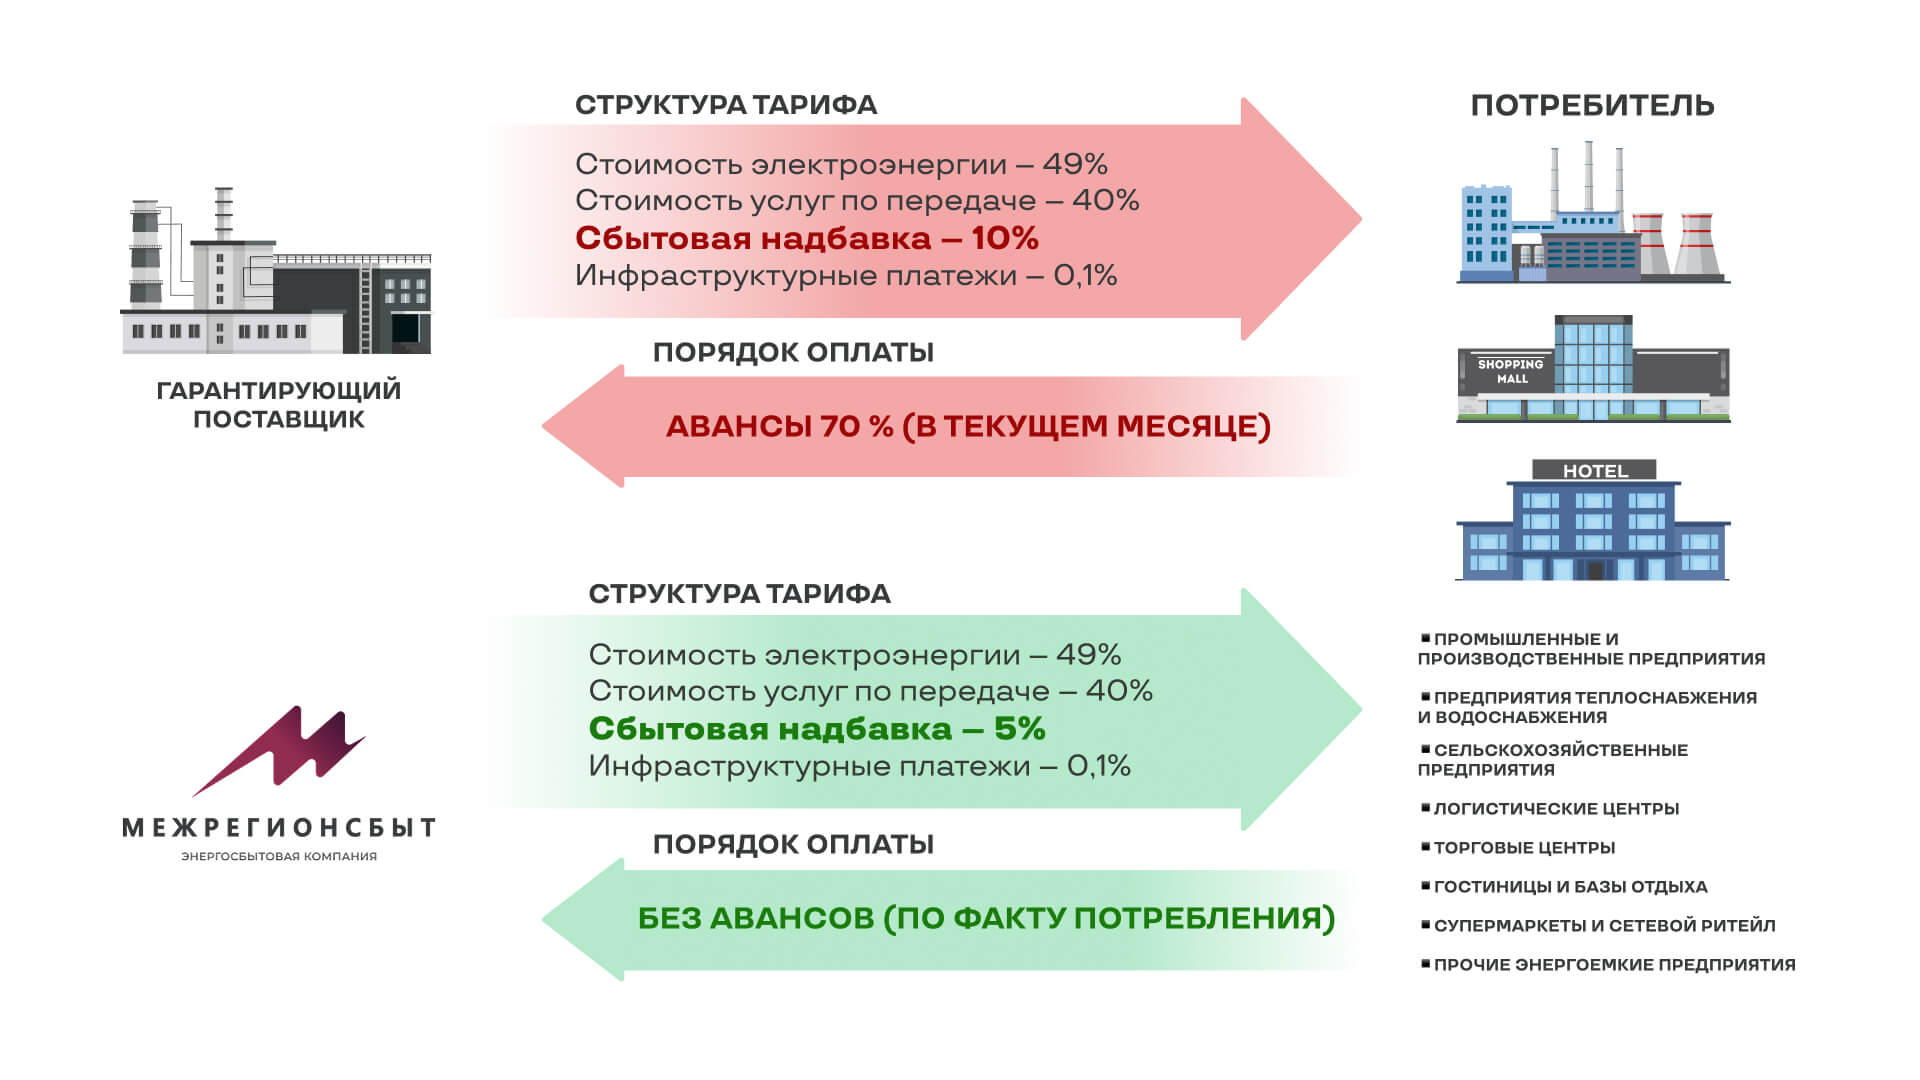 СТРУКТУРА ТАРИФА
Стоимость электроэнергии – 49%
Стоимость услуг по передаче – 40%
Сбытовая надбавка – 10%
Инфраструктурные платежи – 0,1%
ПОРЯДОК ОПЛАТЫ
АВАНСЫ 70 % (В ТЕКУЩЕМ МЕСЯЦЕ)
ГАРАНТИРУЮЩИЙ
ПОСТАВЩИК
ПОТРЕБИТЕЛЬ
SHOPPING
MALL
HOTEL
СТРУКТУРА ТАРИФА
Стоимость электроэнергии – 49%
Стоимость услуг по передаче – 40%
Сбытовая надбавка – 5%
Инфраструктурные платежи – 0,1%
ПОРЯДОК ОПЛАТЫ
БЕЗ АВАНСОВ (ПО ФАКТУ ПОТРЕБЛЕНИЯ)
МЕЖРЕГИОНСБЫТ
ЭНЕРГОСБЫТОВАЯ КОМПАНИЯ
▪ ПРОМЫШЛЕННЫЕ И
ПРОИЗВОДСТВЕННЫЕ ПРЕДПРИЯТИЯ
▪ ПРЕДПРИЯТИЯ ТЕПЛОСНАБЖЕНИЯ
И ВОДОСНАБЖЕНИЯ
▪ СЕЛЬСКОХОЗЯЙСТВЕННЫЕ
ПРЕДПРИЯТИЯ
▪ ЛОГИСТИЧЕСКИЕ ЦЕНТРЫ
▪ ТОРГОВЫЕ ЦЕНТРЫ
▪ ГОСТИНИЦЫ И БАЗЫ ОТДЫХА
▪ СУПЕРМАРКЕТЫ И СЕТЕВОЙ РИТЕЙЛ
▪ ПРОЧИЕ ЭНЕРГОЕМКИЕ ПРЕДПРИЯТИЯ